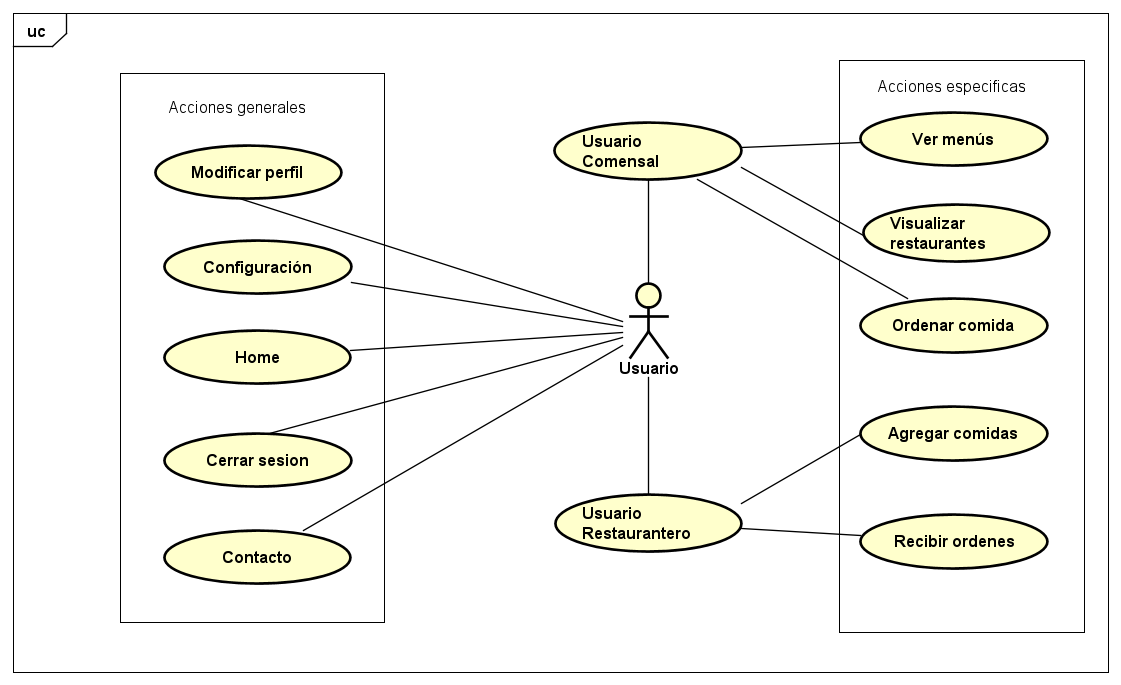 uc
Acciones generales
Modificar perfil
Configuración
Home
Cerrar sesion
Contacto
Usuario
Comensal
Usuario
Usuario
Restaurantero
Acciones especificas
Ver menús
Visualizar
restaurantes
Ordenar comida
Agregar comidas
Recibir ordenes